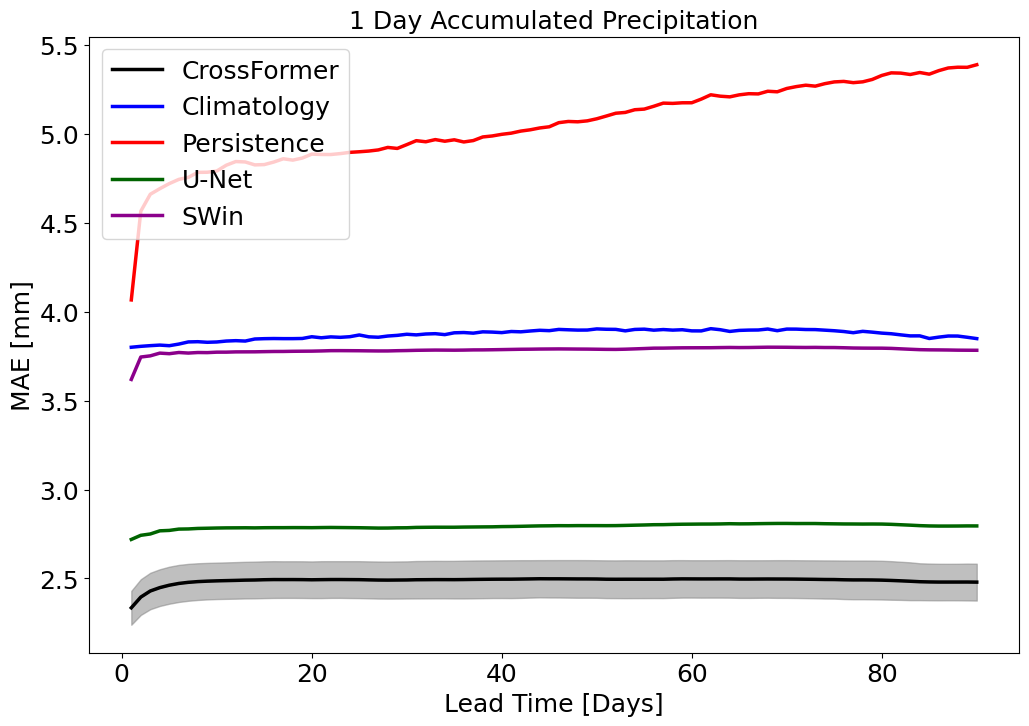 1 Day Accumulated Precipitation
MAE [mm]
5.5
5.0
4.5
4.0
3.5
3.0
2.5
CrossFormer
Climatology
Persistence
U-Net
SWin
0 20 40 60 80
Lead Time [Days]